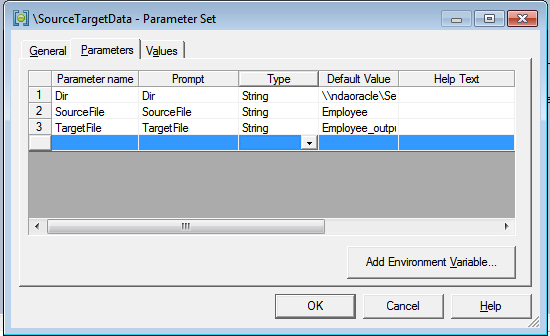 \SourceTargetData - Parameter Set
General Parameters Values
Parameter name Prompt Type Default Value Help Text
1 Dir Dir String \\ndaoracle\Se
2 SourceFile SourceFile String Employee
3 TargetFile TargetFile String Employee_outpu
Add Environment Variable...
OK Cancel Help